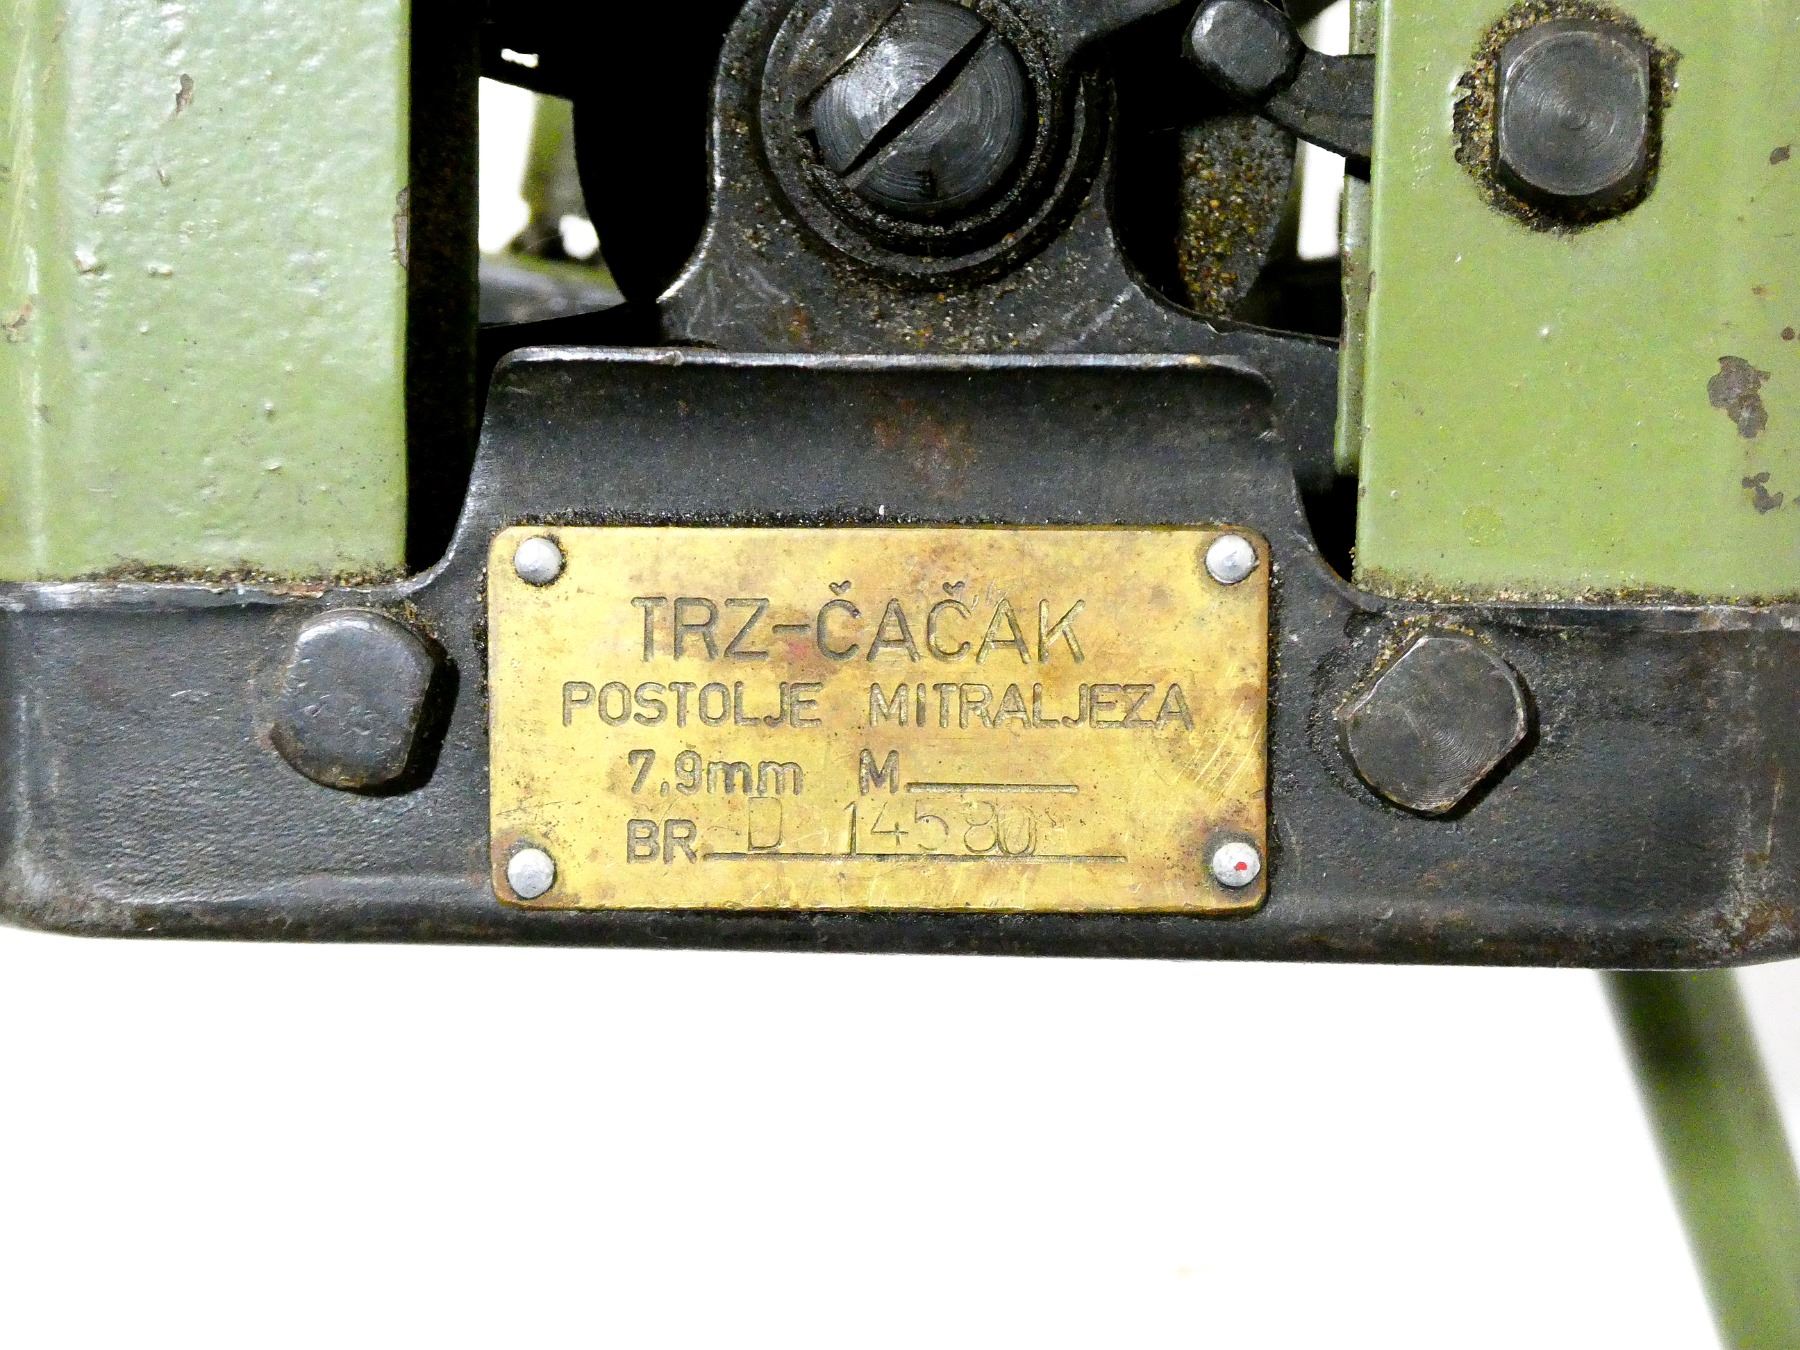 TRZ-ČAČAK
POSTOLJE MITRALJEZA
7,9mm M
BR D 14580